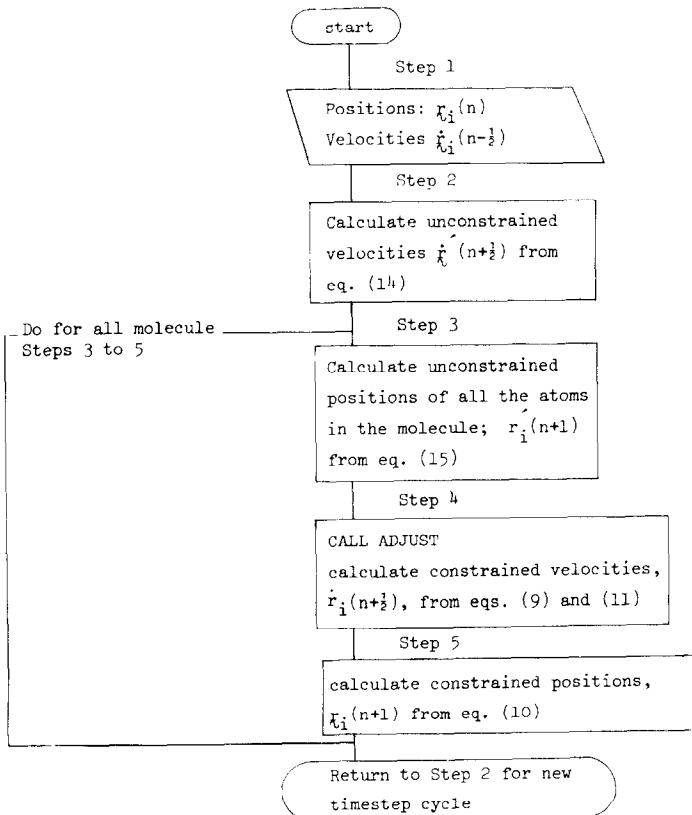 start
Step 1
Positions: r_i(n)
Velocities ṙ_i(n-½)
Step 2
Calculate unconstrained
velocities ṙ´(n+½) from
eq. (14)
Do for all molecule
Steps 3 to 5
Step 3
Calculate unconstrained
positions of all the atoms
in the molecule; r´_i(n+1)
from eq. (15)
Step 4
CALL ADJUST
calculate constrained velocities,
ṙ_i(n+½), from eqs. (9) and (11)
Step 5
calculate constrained positions,
r_i(n+1) from eq. (10)
Return to Step 2 for new
timestep cycle